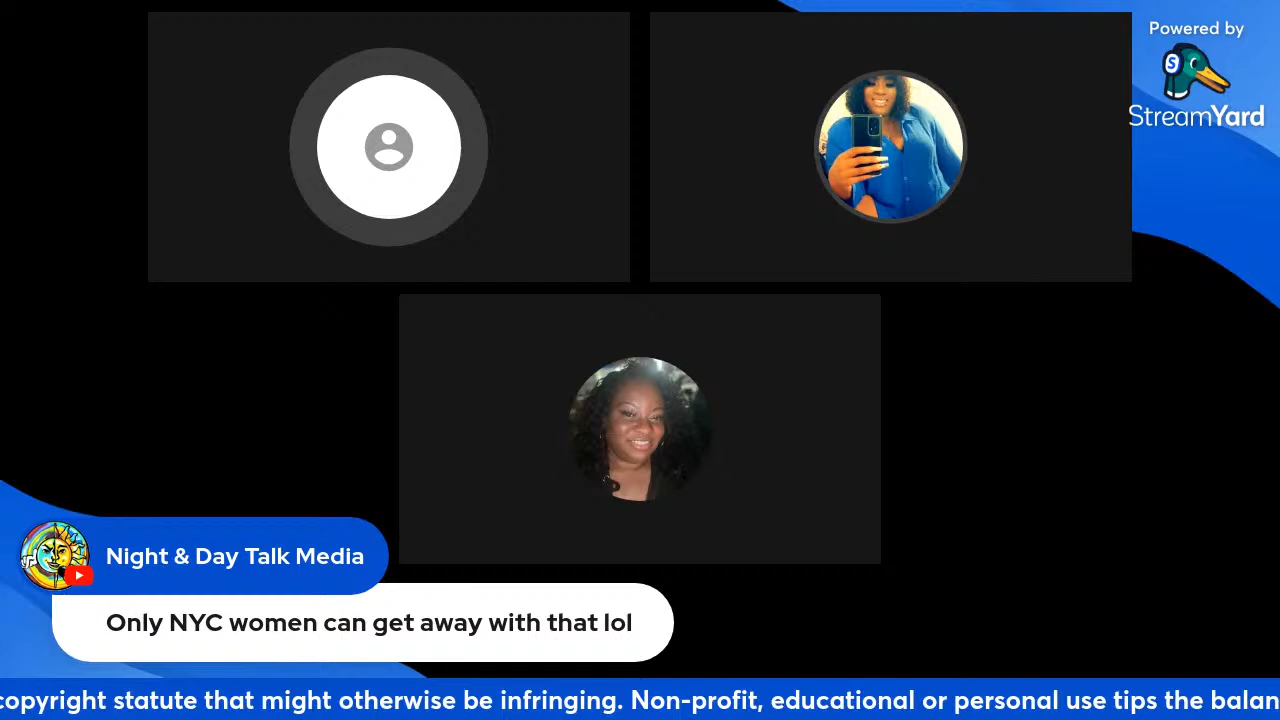 Powered by
S
StreamYard
Night & Day Talk Media
Only NYC women can get away with that lol
copyright statute that might otherwise be infringing. Non-profit, educational or personal use tips the balan